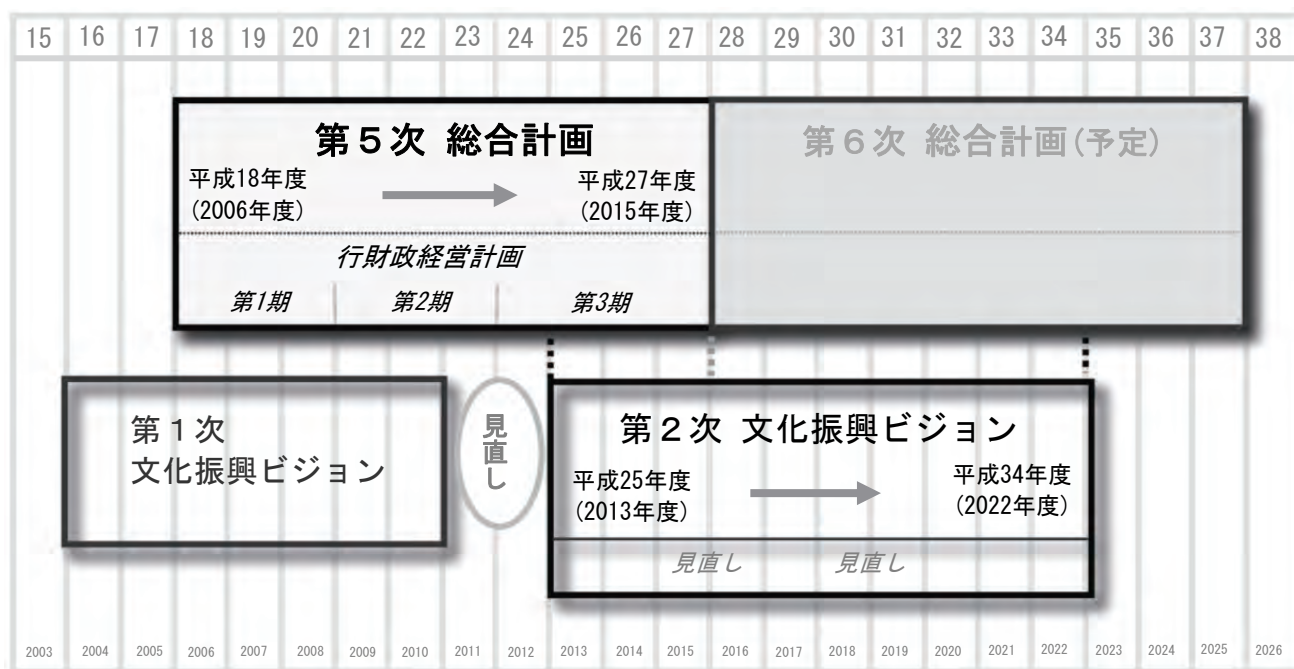 15 16 17 18 19 20 21 22 23 24 25 26 27 28 29 30 31 32 33 34 35 36 37 38
第5次 総合計画
平成18年度
(2006年度)
平成27年度
(2015年度)
行財政経営計画
第1期 第2期 第3期
第6次 総合計画(予定)
第1次
文化振興ビジョン
見直し
第2次 文化振興ビジョン
平成25年度
(2013年度)
平成34年度
(2022年度)
見直し 見直し
2003 2004 2005 2006 2007 2008 2009 2010 2011 2012 2013 2014 2015 2016 2017 2018 2019 2020 2021 2022 2023 2024 2025 2026